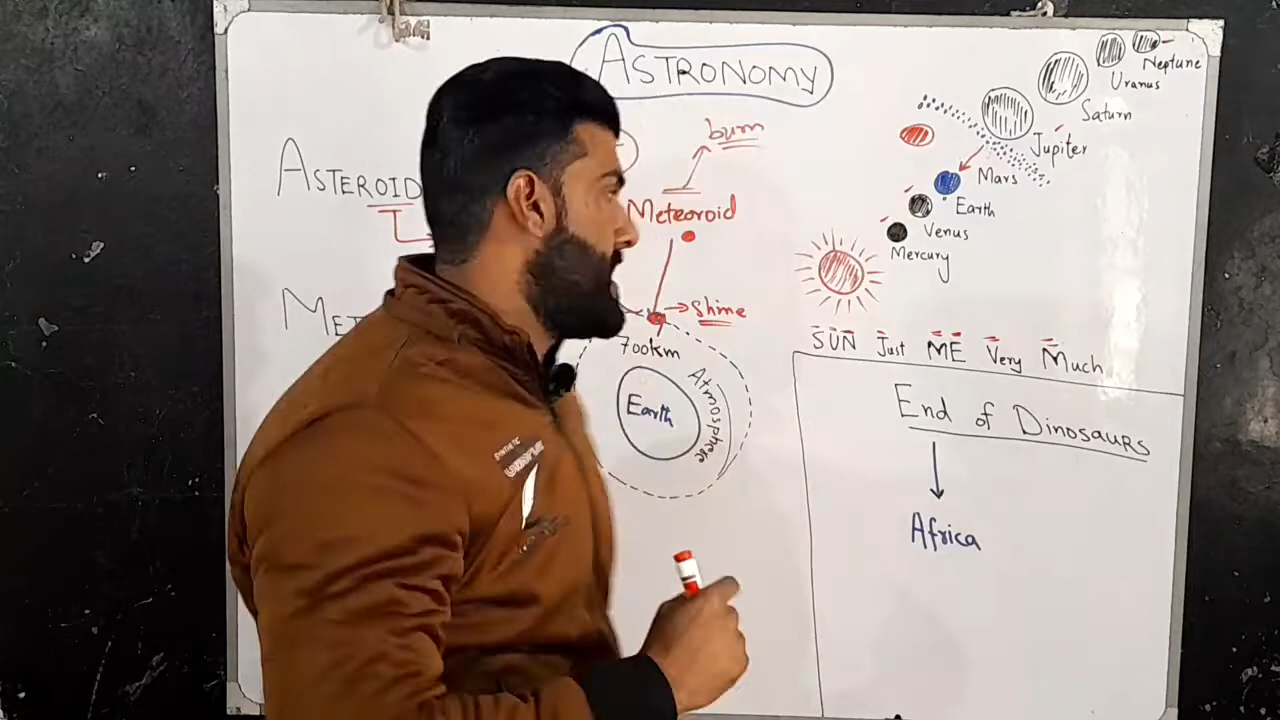 ASTRONOMY
burn
ASTEROID
Meteoroid
Shine
MET
700km
Earth
Atmosphere
Neptune
Uranus
Saturn
Jupiter
Mars
Earth
Venus
Mercury
SUN Just ME Very Much
End of DINOSAURS
Africa